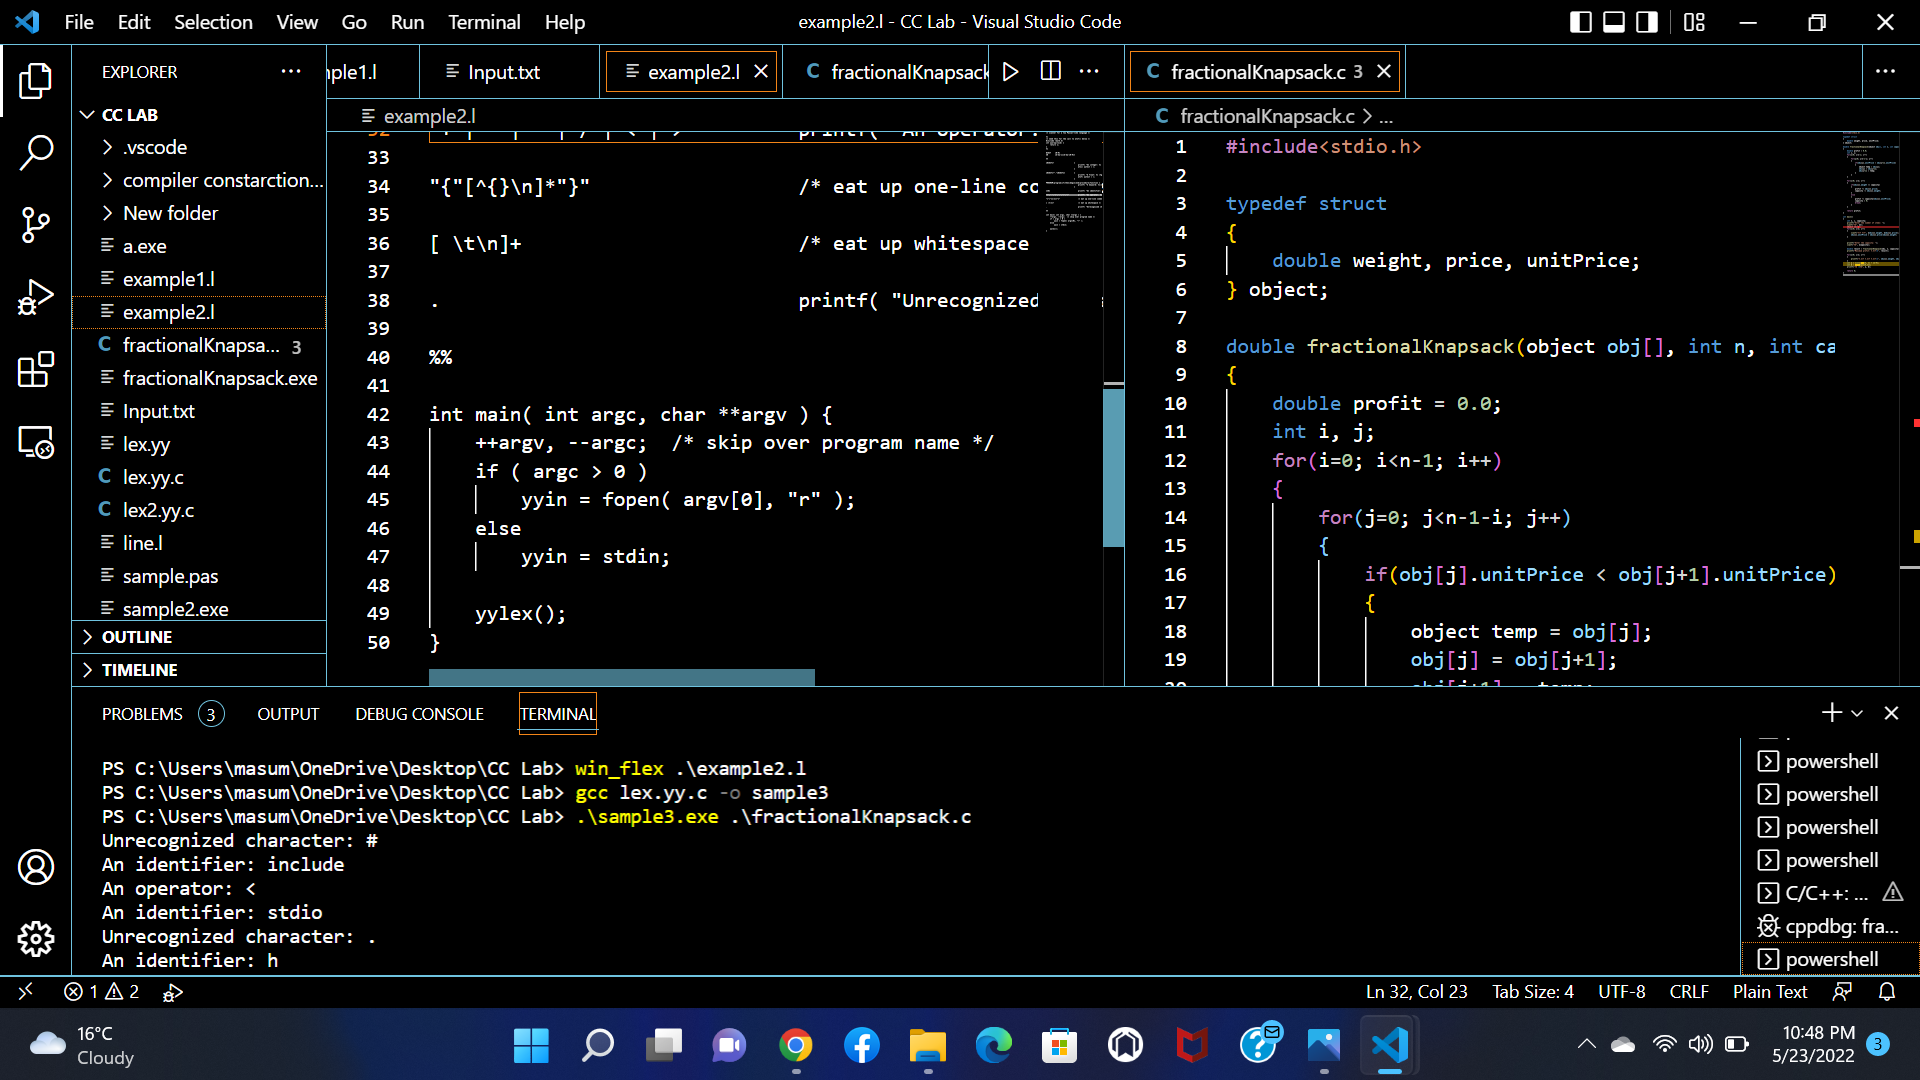 File Edit Selection View Go Run Terminal Help
example2.l - CC Lab - Visual Studio Code
EXPLORER
CC LAB
.vscode
compiler constarction...
New folder
a.exe
example1.l
example2.l
fractionalKnapsa... 3
fractionalKnapsack.exe
Input.txt
lex.yy
lex.yy.c
lex2.yy.c
line.l
sample.pas
sample2.exe
OUTLINE
TIMELINE
nple1.l Input.txt example2.l fractionalKnapsack
example2.l
33
34 "{"[^{}\n]*"}" /* eat up one-line co
35
36 [ \t\n]+ /* eat up whitespace
37
38 . printf( "Unrecognized
39
40 %%
41
42 int main( int argc, char **argv ) {
43 ++argv, --argc; /* skip over program name */
44 if ( argc > 0 )
45 yyin = fopen( argv[0], "r" );
46 else
47 yyin = stdin;
48
49 yylex();
50 }
fractionalKnapsack.c 3
fractionalKnapsack.c > ...
1 #include<stdio.h>
2
3 typedef struct
4 {
5 double weight, price, unitPrice;
6 } object;
7
8 double fractionalKnapsack(object obj[], int n, int ca
9 {
10 double profit = 0.0;
11 int i, j;
12 for(i=0; i<n-1; i++)
13 {
14 for(j=0; j<n-1-i; j++)
15 {
16 if(obj[j].unitPrice < obj[j+1].unitPrice)
17 {
18 object temp = obj[j];
19 obj[j] = obj[j+1];
PROBLEMS 3 OUTPUT DEBUG CONSOLE TERMINAL
PS C:\Users\masum\OneDrive\Desktop\CC Lab> win_flex .\example2.l
PS C:\Users\masum\OneDrive\Desktop\CC Lab> gcc lex.yy.c -o sample3
PS C:\Users\masum\OneDrive\Desktop\CC Lab> .\sample3.exe .\fractionalKnapsack.c
Unrecognized character: #
An identifier: include
An operator: <
An identifier: stdio
Unrecognized character: .
An identifier: h
powershell
powershell
powershell
powershell
C/C++: ...
cppdbg: fra...
powershell
1 2
Ln 32, Col 23 Tab Size: 4 UTF-8 CRLF Plain Text
16°C
Cloudy
10:48 PM
5/23/2022
3